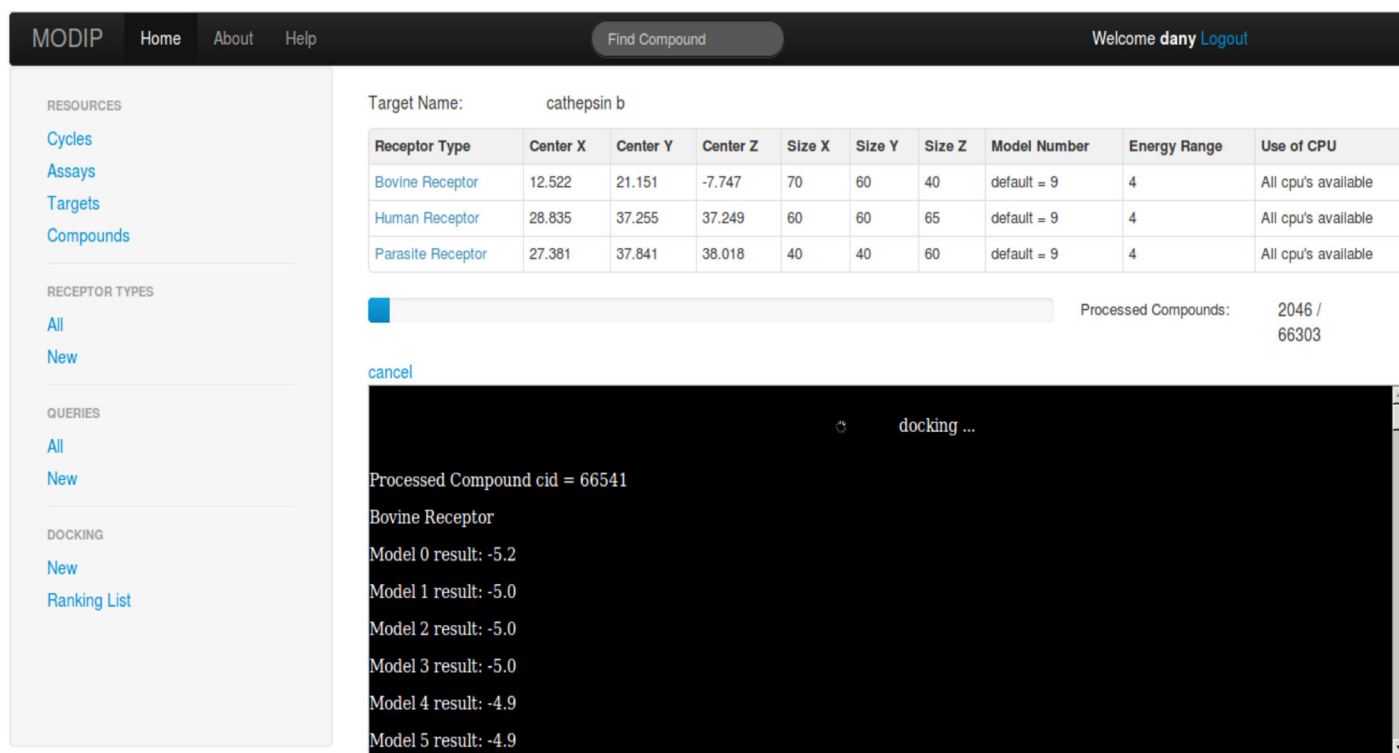 MODIP Home About Help Find Compound Welcome dany Logout
RESOURCES
Cycles
Assays
Targets
Compounds
RECEPTOR TYPES
All
New
QUERIES
All
New
DOCKING
New
Ranking List
Target Name: cathepsin b
Receptor Type Center X Center Y Center Z Size X Size Y Size Z Model Number Energy Range Use of CPU
Bovine Receptor 12.522 21.151 -7.747 70 60 40 default = 9 4 All cpu's available
Human Receptor 28.835 37.255 37.249 60 60 65 default = 9 4 All cpu's available
Parasite Receptor 27.381 37.841 38.018 40 40 60 default = 9 4 All cpu's available
Processed Compounds: 2046 /
66303
cancel
docking ...
Processed Compound cid = 66541
Bovine Receptor
Model 0 result: -5.2
Model 1 result: -5.0
Model 2 result: -5.0
Model 3 result: -5.0
Model 4 result: -4.9
Model 5 result: -4.9